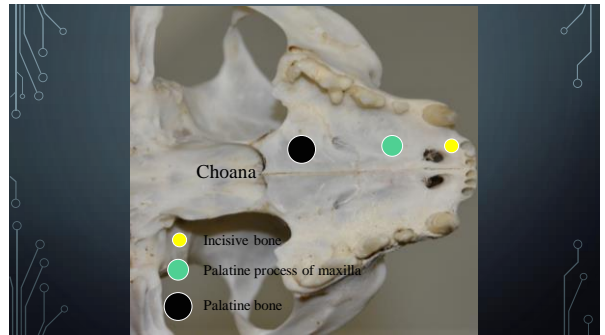 Choana
Incisive bone
Palatine process of maxilla
Palatine bone